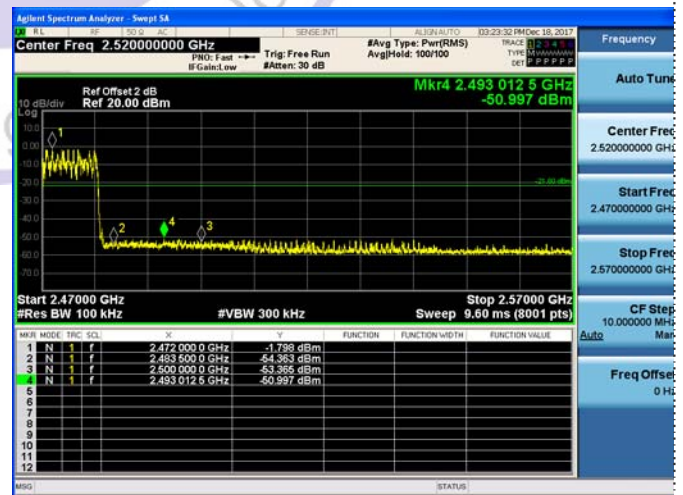 Agilent Spectrum Analyzer - Swept SA
RL RF 50 Ω AC SENSE:INT ALIGN AUTO 03:23:32 PM Dec 18, 2017
Center Freq 2.520000000 GHz #Avg Type: Pwr(RMS) TRACE 1 2 3 4 5 6
PNO: Fast Trig: Free Run Avg|Hold: 100/100 TYPE M
IFGain:Low #Atten: 30 dB DET P P P P P P
Mkr4 2.493 012 5 GHz
-50.997 dBm
Ref Offset 2 dB
10 dB/div Ref 20.00 dBm
Log
10.0
0.00
-10.0
-20.0
-30.0
-40.0
-50.0
-60.0
-70.0
1
2
4
3
-21.80 dBm
Start 2.47000 GHz Stop 2.57000 GHz
#Res BW 100 kHz #VBW 300 kHz Sweep 9.60 ms (8001 pts)
MKR MODE TRC SCL X Y FUNCTION FUNCTION WIDTH FUNCTION VALUE
1 N 1 f 2.472 000 0 GHz -1.798 dBm
2 N 1 f 2.483 500 0 GHz -54.363 dBm
3 N 1 f 2.500 000 0 GHz -53.365 dBm
4 N 1 f 2.493 012 5 GHz -50.997 dBm
5
6
7
8
9
10
11
12
MSG STATUS
Frequency
Auto Tune
Center Freq
2.520000000 GHz
Start Freq
2.470000000 GHz
Stop Freq
2.570000000 GHz
CF Step
10.000000 MHz
Auto Man
Freq Offset
0 Hz